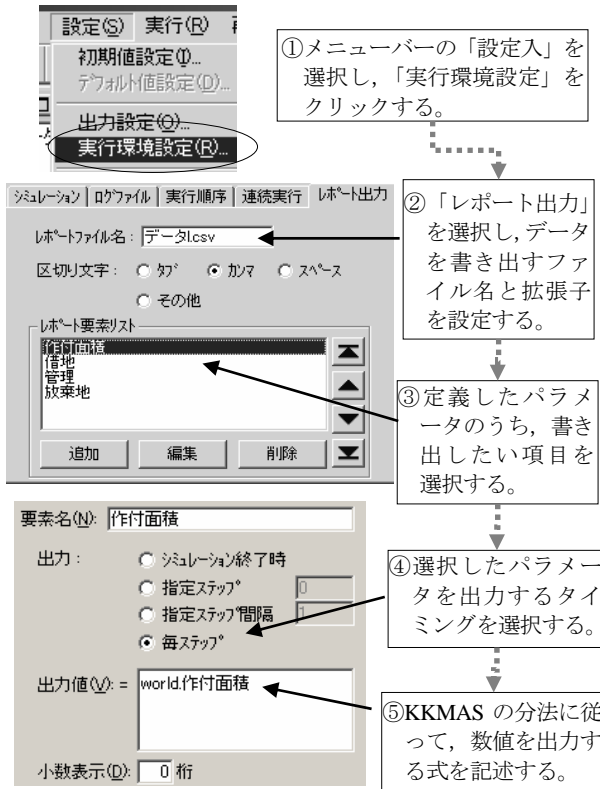 設定(S) 実行(R)
初期値設定(I)...
デフォルト値設定(D)...
出力設定(O)...
実行環境設定(R)...
①メニューバーの「設定入」を
選択し，「実行環境設定」を
クリックする。
シミュレーション ログファイル 実行順序 連続実行 レポート出力
レポートファイル名： データl.csv
区切り文字： タブ カンマ スペース
その他
レポート要素リスト
作付面積
借地
管理
放棄地
追加 編集 削除
②「レポート出力」
を選択し，データ
を書き出すファ
イル名と拡張子
を設定する。
③定義したパラメ
ータのうち，書き
出したい項目を
選択する。
要素名(N): 作付面積
出力： シミュレーション終了時
指定ステップ 0
指定ステップ間隔 1
毎ステップ
出力値(V): = world.作付面積
小数表示(D): 0 桁
④選択したパラメー
タを出力するタイ
ミングを選択する。
⑤KKMAS の分法に従
って，数値を出力す
る式を記述する。